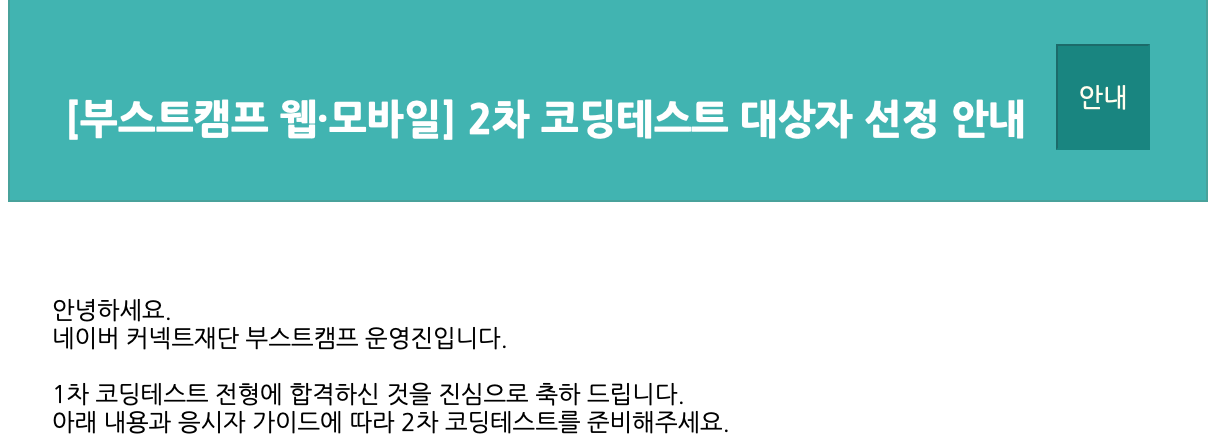 [부스트캠프 웹·모바일] 2차 코딩테스트 대상자 선정 안내
안내
안녕하세요.
네이버 커넥트재단 부스트캠프 운영진입니다.
1차 코딩테스트 전형에 합격하신 것을 진심으로 축하 드립니다.
아래 내용과 응시자 가이드에 따라 2차 코딩테스트를 준비해주세요.